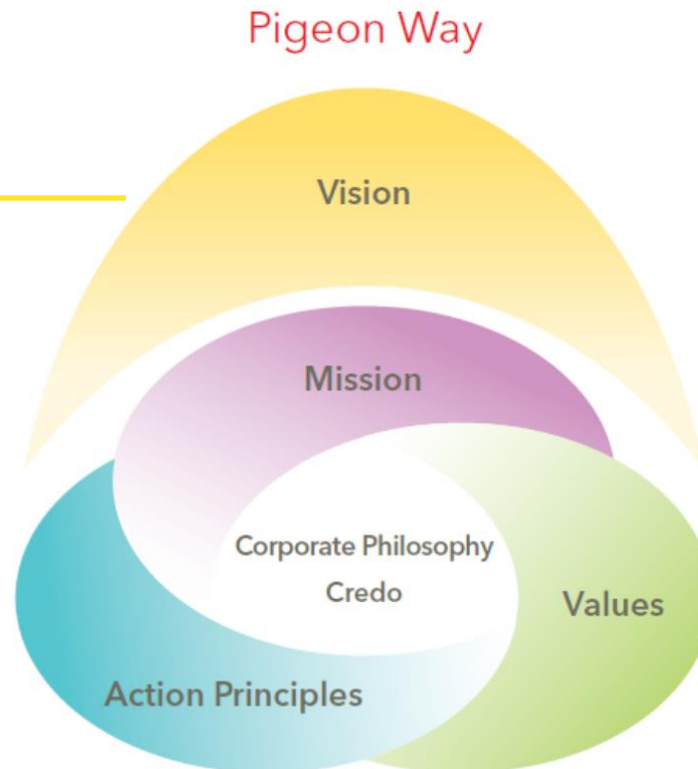 Pigeon Way
Vision
Mission
Corporate Philosophy
Credo
Values
Action Principles